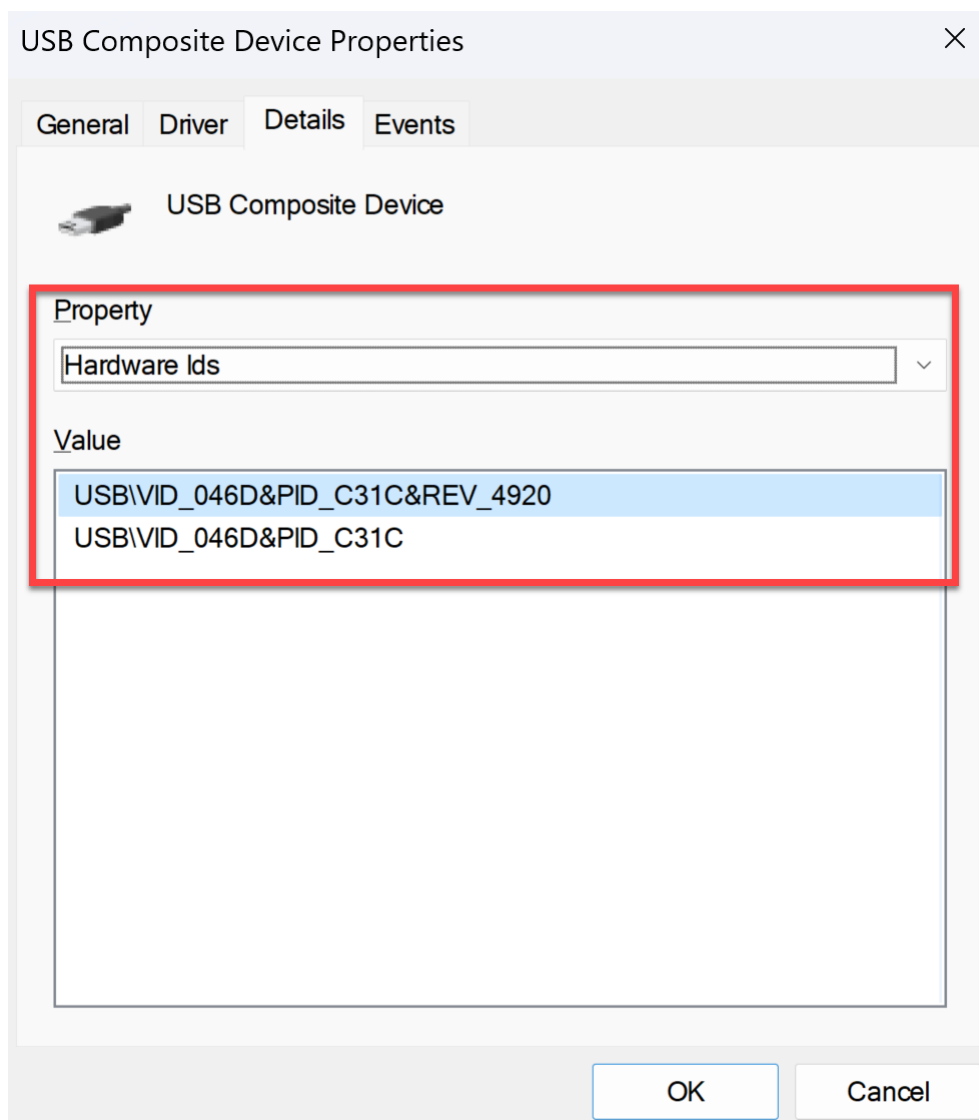 USB Composite Device Properties
General Driver Details Events
USB Composite Device
Property
Hardware Ids
Value
USB\VID_046D&PID_C31C&REV_4920
USB\VID_046D&PID_C31C
OK Cancel